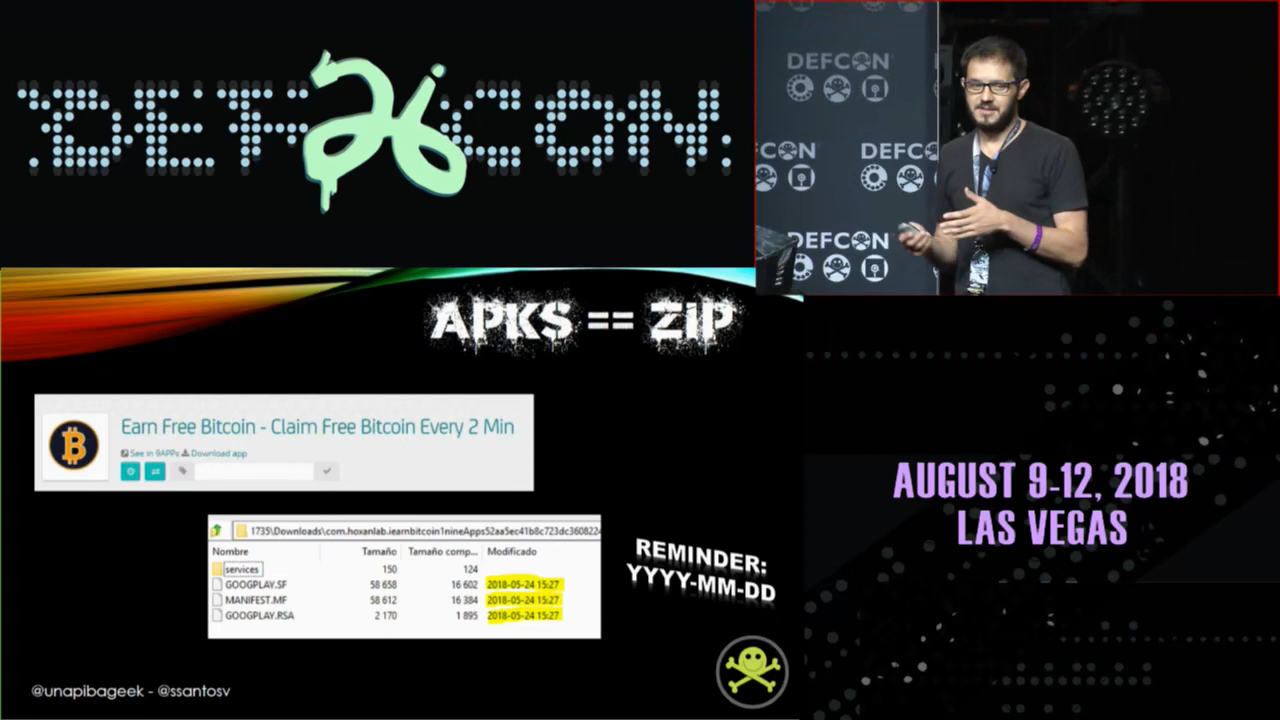 DEF 26 CON
DEFCON
DEFCON
DEFCON
DEFCON
APKS == ZIP
Earn Free Bitcoin - Claim Free Bitcoin Every 2 Min
See in 9APPs Download app
Nombre Tamaño Tamaño comp... Modificado
services 150 124
GOOGPLAY.SF 58 658 16 602 2018-05-24 15:27
MANIFEST.MF 58 612 16 384 2018-05-24 15:27
GOOGPLAY.RSA 2 170 1 895 2018-05-24 15:27
REMINDER:
YYYY-MM-DD
@unapibageek - @ssantosv
AUGUST 9-12, 2018
LAS VEGAS